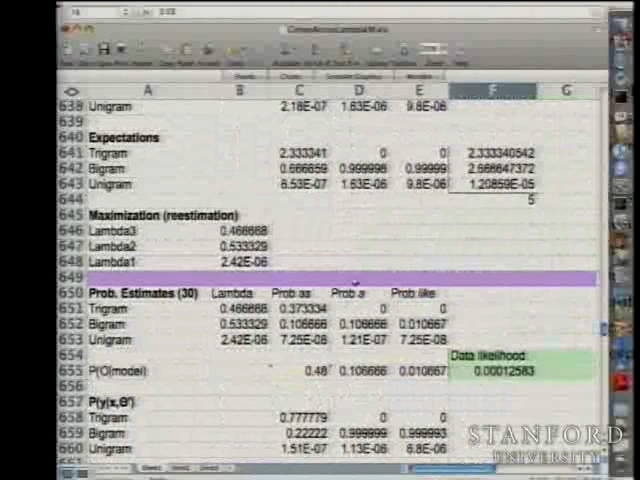 A B C D E F G
638 Unigram 2.18E-07 1.63E-06 9.8E-06
639
640 Expectations
641 Trigram 2.333341 0 0 2.333340542
642 Bigram 0.666659 0.999998 0.99999 2.666647372
643 Unigram 6.53E-07 1.63E-06 9.8E-06 1.20859E-05
644 5
645 Maximization (reestimation)
646 Lambda3 0.466668
647 Lambda2 0.533329
648 Lambda1 2.42E-06
649
650 Prob. Estimates (30) Lambda Prob as Prob a Prob like
651 Trigram 0.466668 0.373334 0 0
652 Bigram 0.533329 0.106666 0.106666 0.010667
653 Unigram 2.42E-06 7.25E-08 1.21E-07 7.25E-08
654 Data likelihood
655 P(O|model) 0.48 0.106666 0.010667 0.00012583
656
657 P(y|x,Θ')
658 Trigram 0.777779 0 0
659 Bigram 0.22222 0.999999 0.999993
660 Unigram 1.51E-07 1.13E-06 6.8E-06
STANFORD
UNIVERSITY